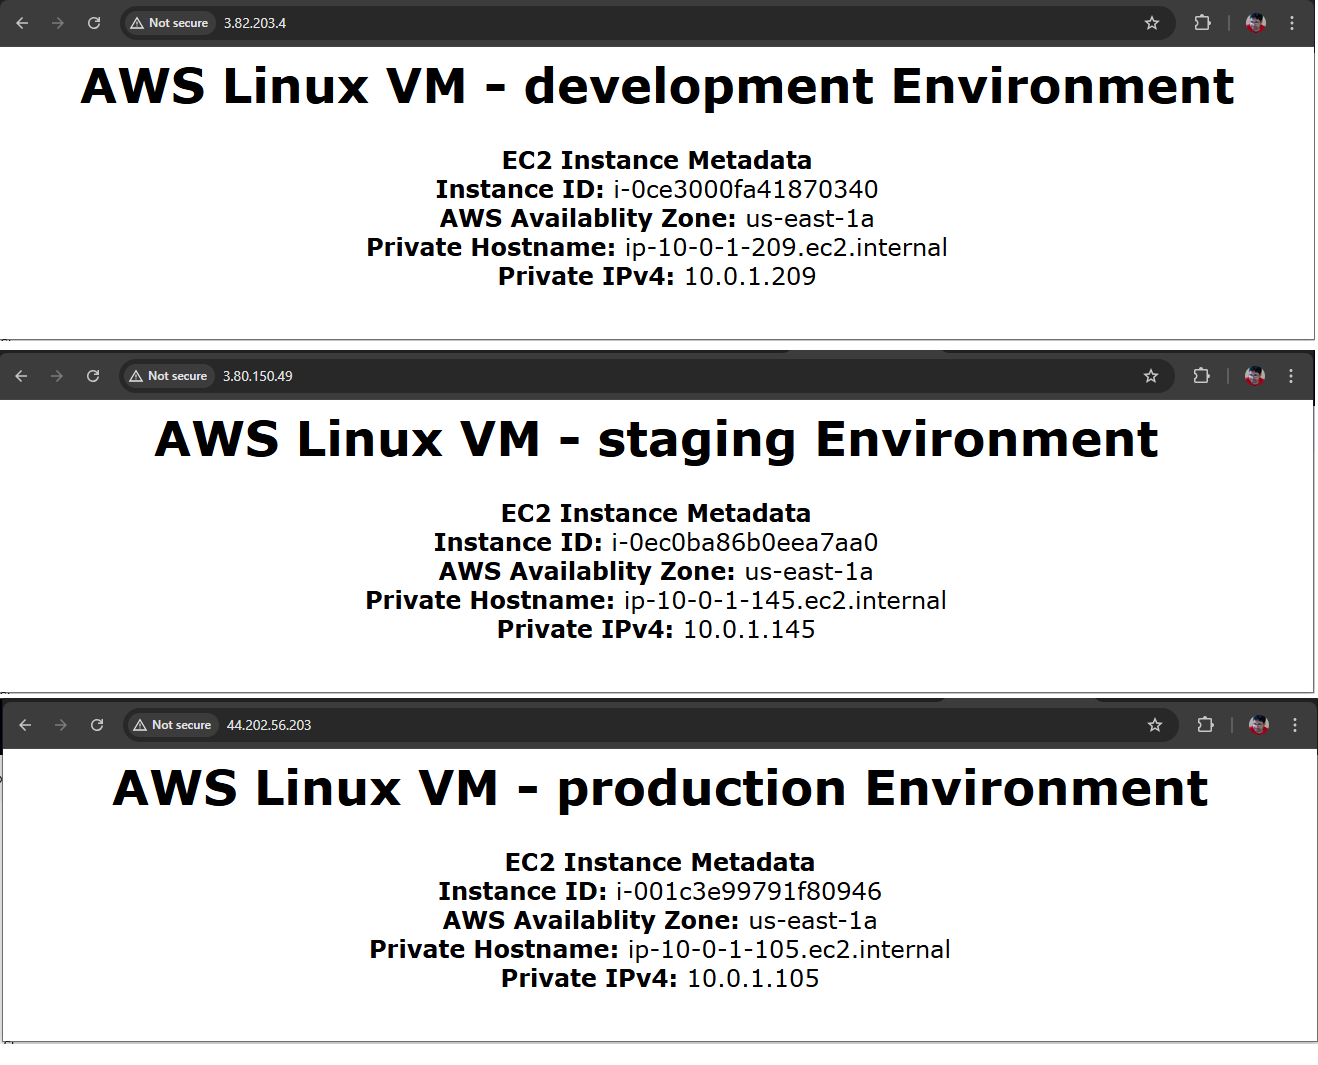 Not secure 3.82.203.4
AWS Linux VM - development Environment
EC2 Instance Metadata
Instance ID: i-0ce3000fa41870340
AWS Availablity Zone: us-east-1a
Private Hostname: ip-10-0-1-209.ec2.internal
Private IPv4: 10.0.1.209
Not secure 3.80.150.49
AWS Linux VM - staging Environment
EC2 Instance Metadata
Instance ID: i-0ec0ba86b0eea7aa0
AWS Availablity Zone: us-east-1a
Private Hostname: ip-10-0-1-145.ec2.internal
Private IPv4: 10.0.1.145
Not secure 44.202.56.203
AWS Linux VM - production Environment
EC2 Instance Metadata
Instance ID: i-001c3e99791f80946
AWS Availablity Zone: us-east-1a
Private Hostname: ip-10-0-1-105.ec2.internal
Private IPv4: 10.0.1.105